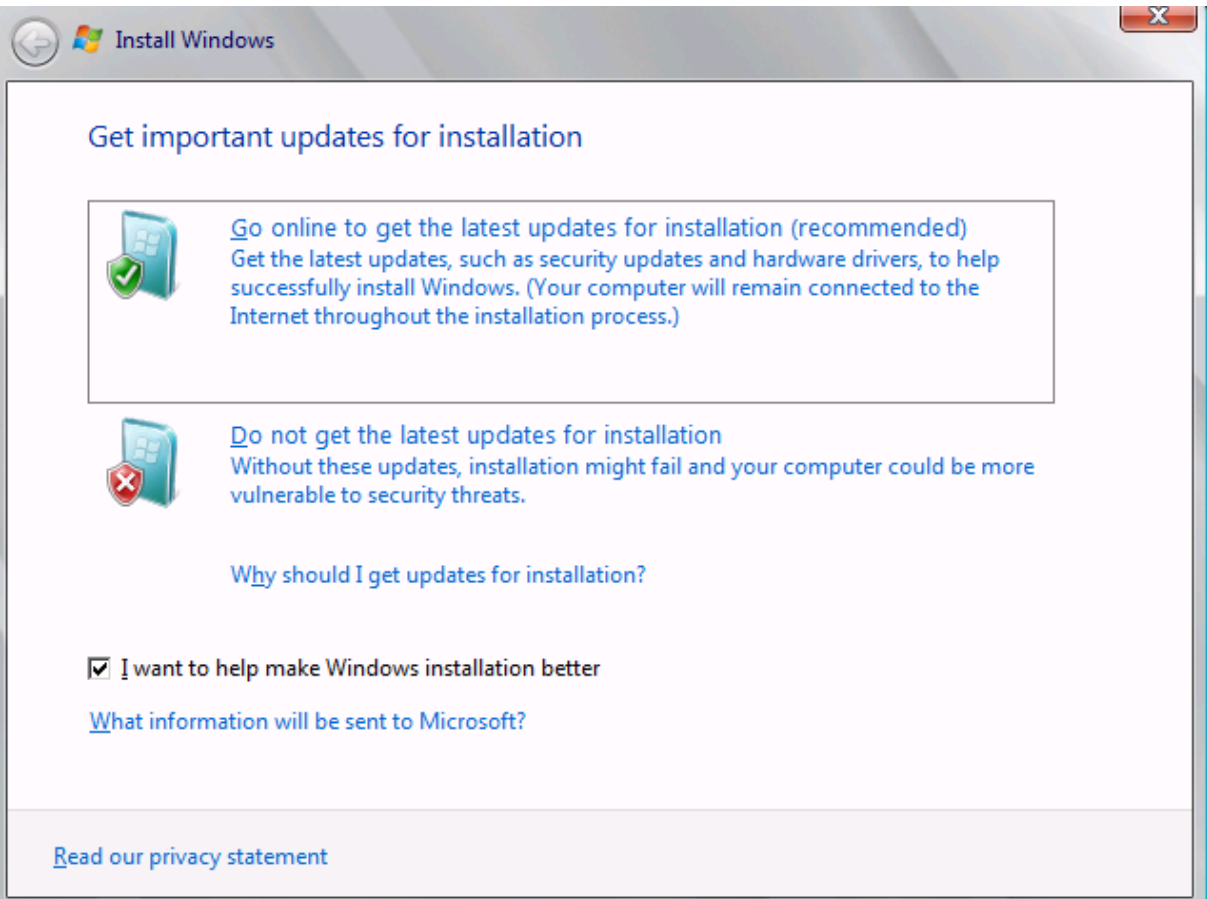 Install Windows
Get important updates for installation
Go online to get the latest updates for installation (recommended)
Get the latest updates, such as security updates and hardware drivers, to help
successfully install Windows. (Your computer will remain connected to the
Internet throughout the installation process.)
Do not get the latest updates for installation
Without these updates, installation might fail and your computer could be more
vulnerable to security threats.
Why should I get updates for installation?
I want to help make Windows installation better
What information will be sent to Microsoft?
Read our privacy statement